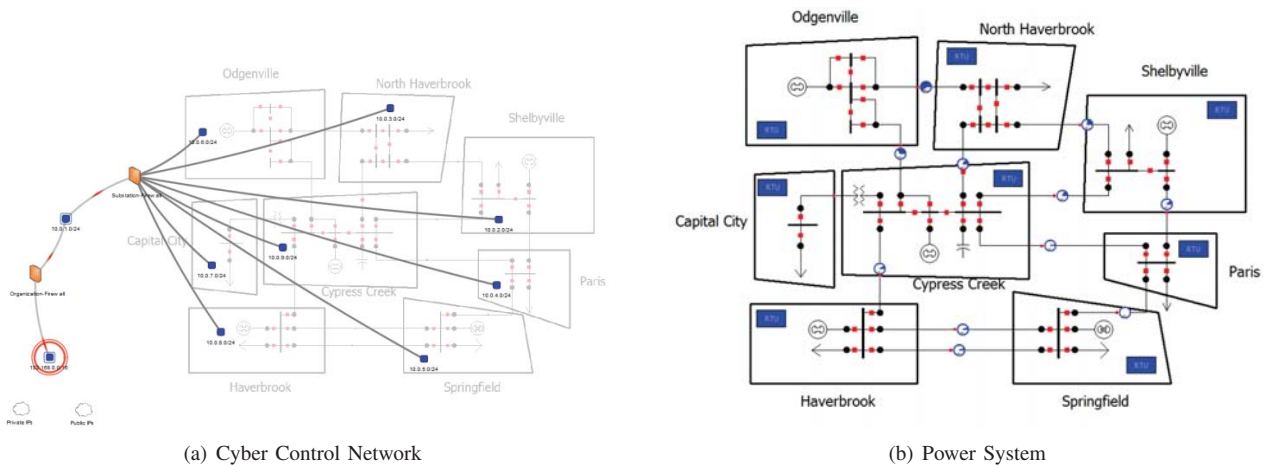 Odgenville
North Haverbrook
Shelbyville
Capital City
Cypress Creek
Paris
Haverbrook
Springfield
10.0.6.0/24
10.0.3.0/24
10.0.1.0/24
10.0.2.0/24
10.0.9.0/24
10.0.7.0/24
10.0.4.0/24
10.0.8.0/24
10.0.5.0/24
Private IPs
Public IPs
(a) Cyber Control Network
Odgenville
North Haverbrook
RTU
Shelbyville
RTU
RTU
RTU
RTU
Capital City
RTU
Paris
Cypress Creek
RTU
RTU
Haverbrook
Springfield
(b) Power System